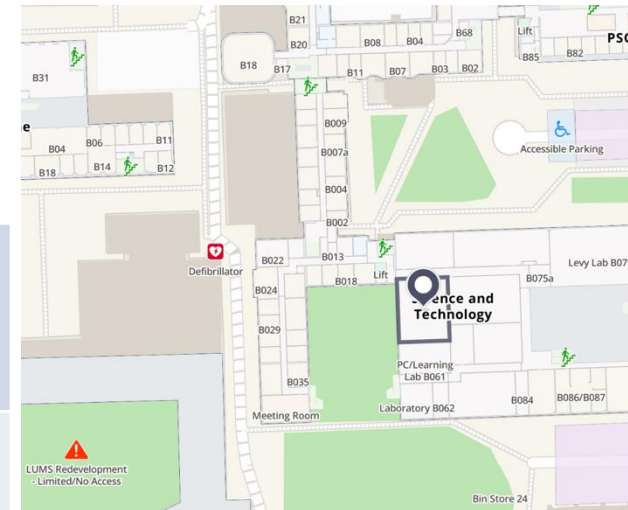 B21
B20
B68
B08
B04
Lift
PSC
B85
B82
B18
B17
B11
B07
B03
B02
B31
e
B06
B11
B04
B18
B14
B12
B009
B007a
B004
B002
Accessible Parking
Defibrillator
B022
B013
B018
Lift
B024
B029
B035
Levy Lab B07
B075a
ence and
Technology
PC/Learning
Lab B061
B084
B086/B087
Meeting Room
Laboratory B062
LUMS Redevelopment
- Limited/No Access
Bin Store 24